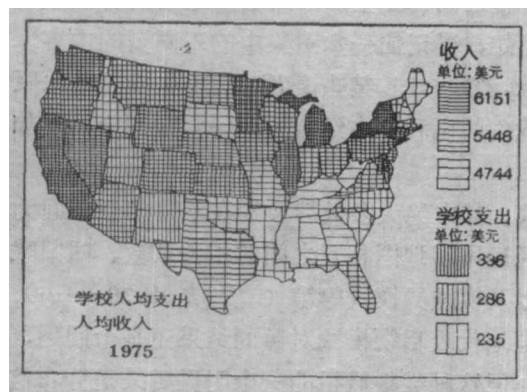 收入
单位:美元
6151
5448
4744
学校支出
单位:美元
336
286
235
学校人均支出
人均收入
1975